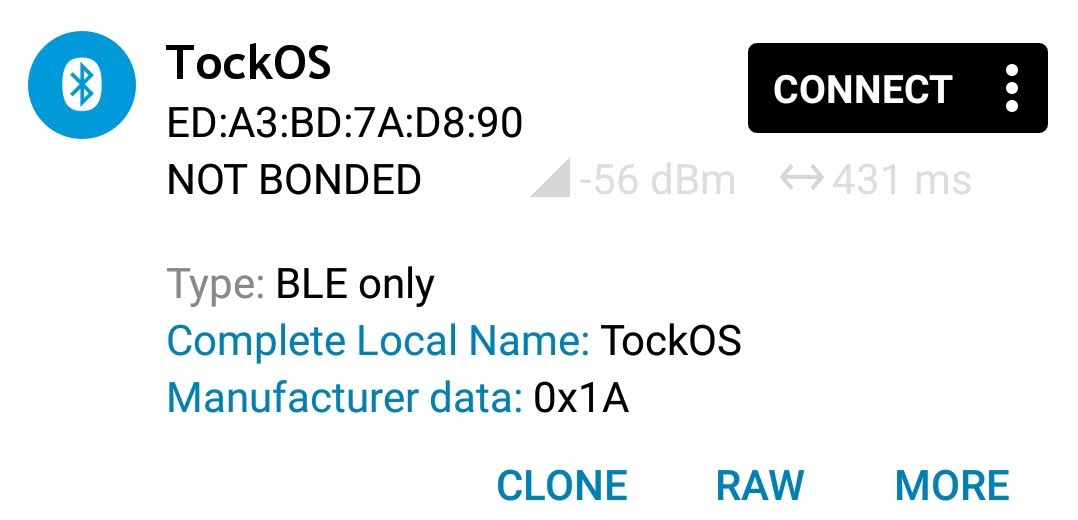 TockOS
CONNECT
ED:A3:BD:7A:D8:90
NOT BONDED -56 dBm 431 ms
Type: BLE only
Complete Local Name: TockOS
Manufacturer data: 0x1A
CLONE RAW MORE